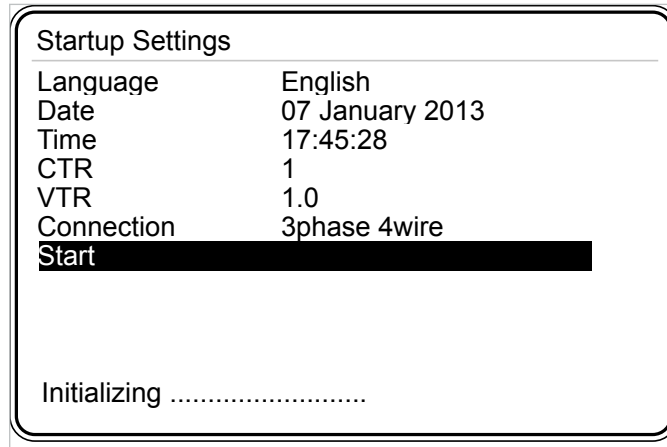 Startup Settings
Language English
Date 07 January 2013
Time 17:45:28
CTR 1
VTR 1.0
Connection 3phase 4wire
Start
Initializing ..........................